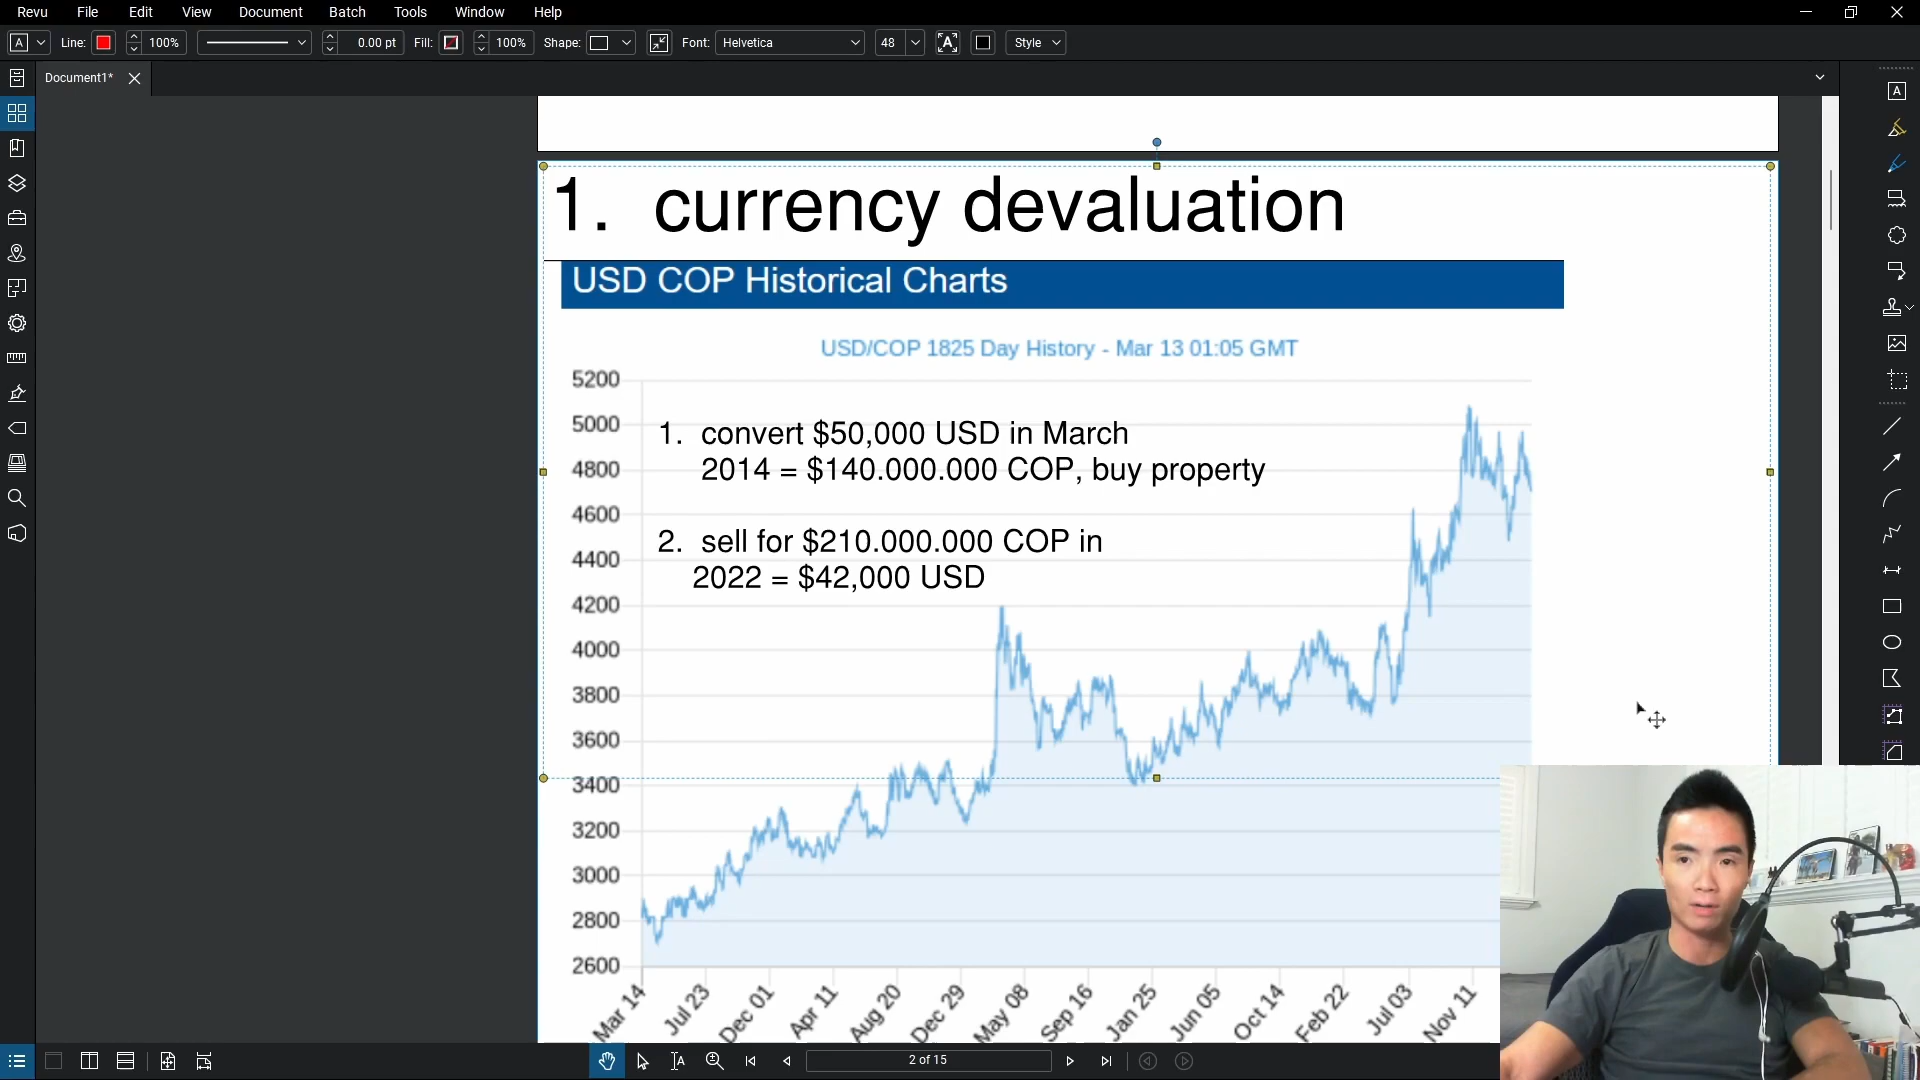 Revu File Edit View Document Batch Tools Window Help
A Line: 100% 0.00 pt Fill: 100% Shape: Font: Helvetica 48 A Style
Document1*
1. currency devaluation
USD COP Historical Charts
USD/COP 1825 Day History - Mar 13 01:05 GMT
5200
5000
4800
4600
4400
4200
4000
3800
3600
3400
3200
3000
2800
2600
1. convert $50,000 USD in March
2014 = $140.000.000 COP, buy property
2. sell for $210.000.000 COP in
2022 = $42,000 USD
Mar 14 Jul 23 Dec 01 Apr 11 Aug 20 Dec 29 May 08 Sep 16 Jan 25 Jun 05 Oct 14 Feb 22 Jul 03 Nov 11
2 of 15